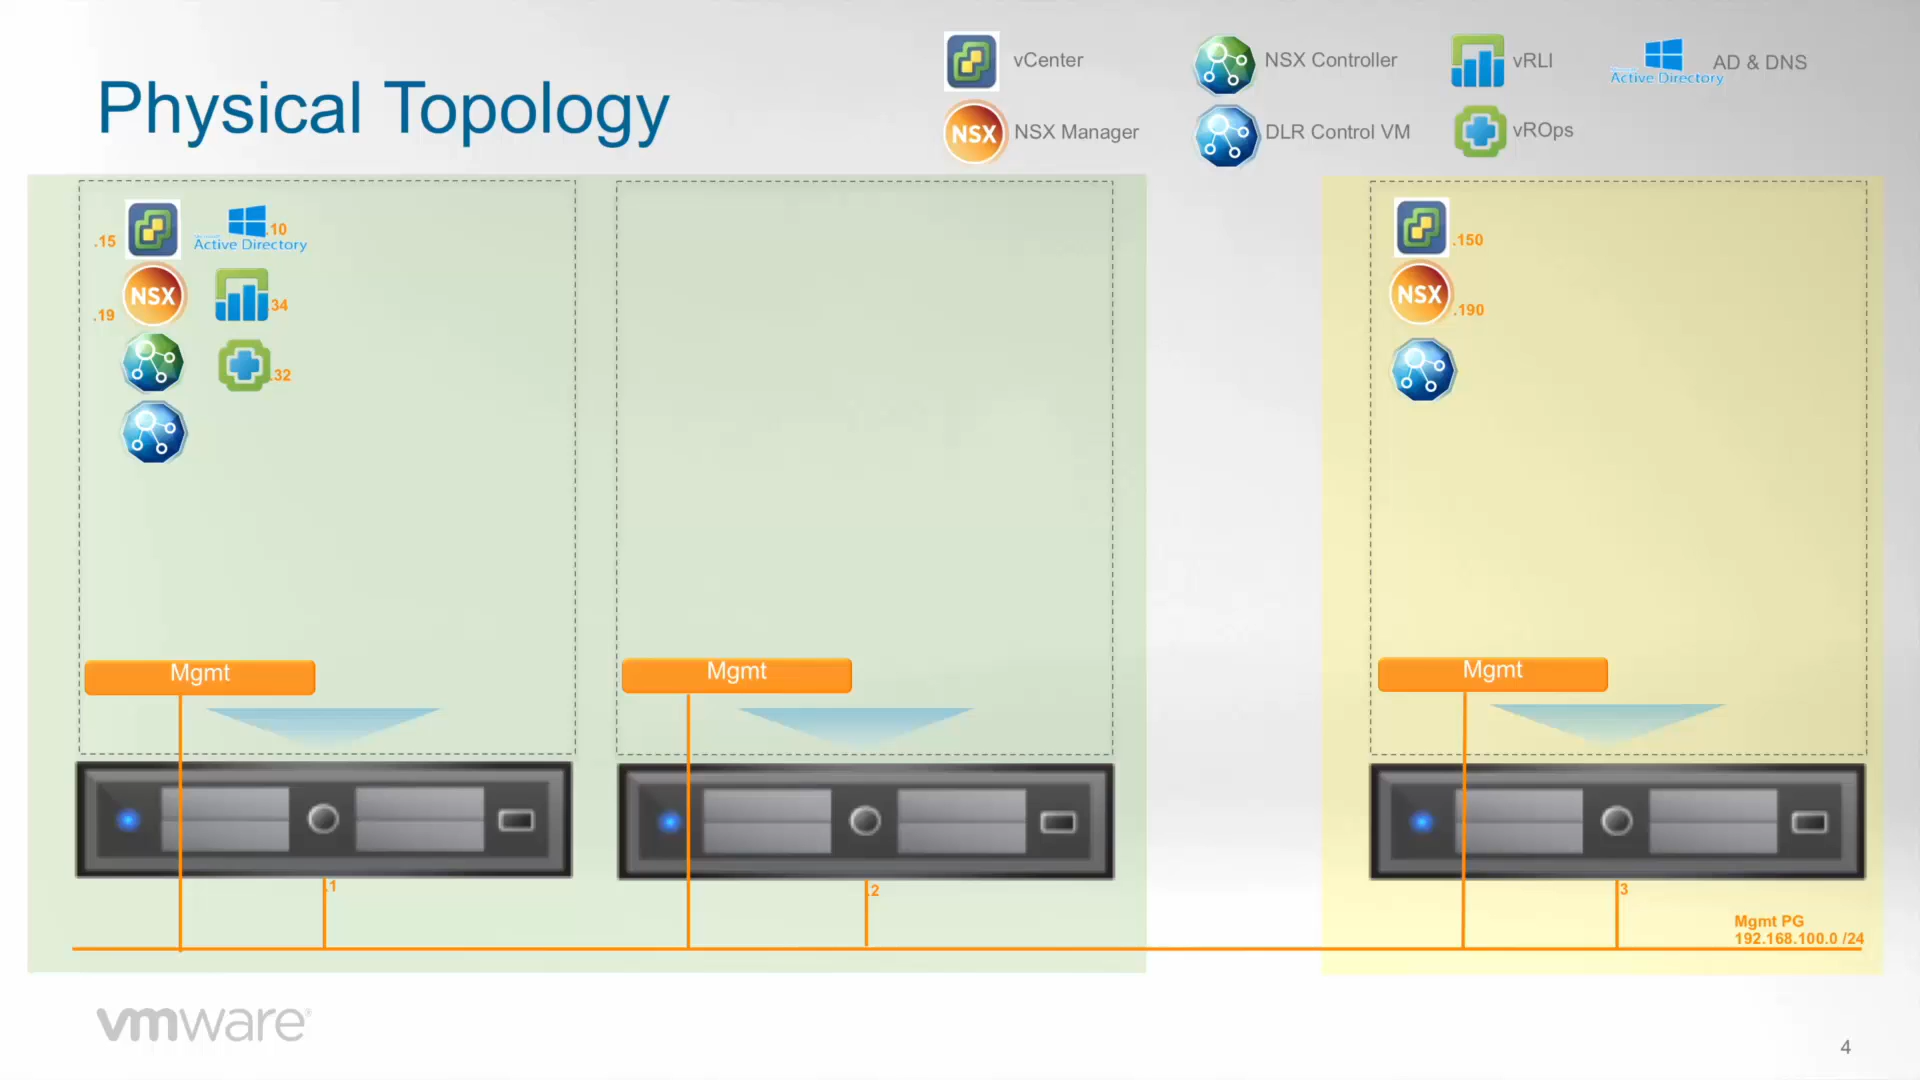 Physical Topology
vCenter
NSX Controller
vRLI
Active Directory
AD & DNS
NSX
NSX Manager
DLR Control VM
vROps
.15
.10
Active Directory
NSX
.19
34
.32
.150
NSX
.190
Mgmt
Mgmt
Mgmt
.1
.2
3
Mgmt PG
192.168.100.0 /24
vmware®
4